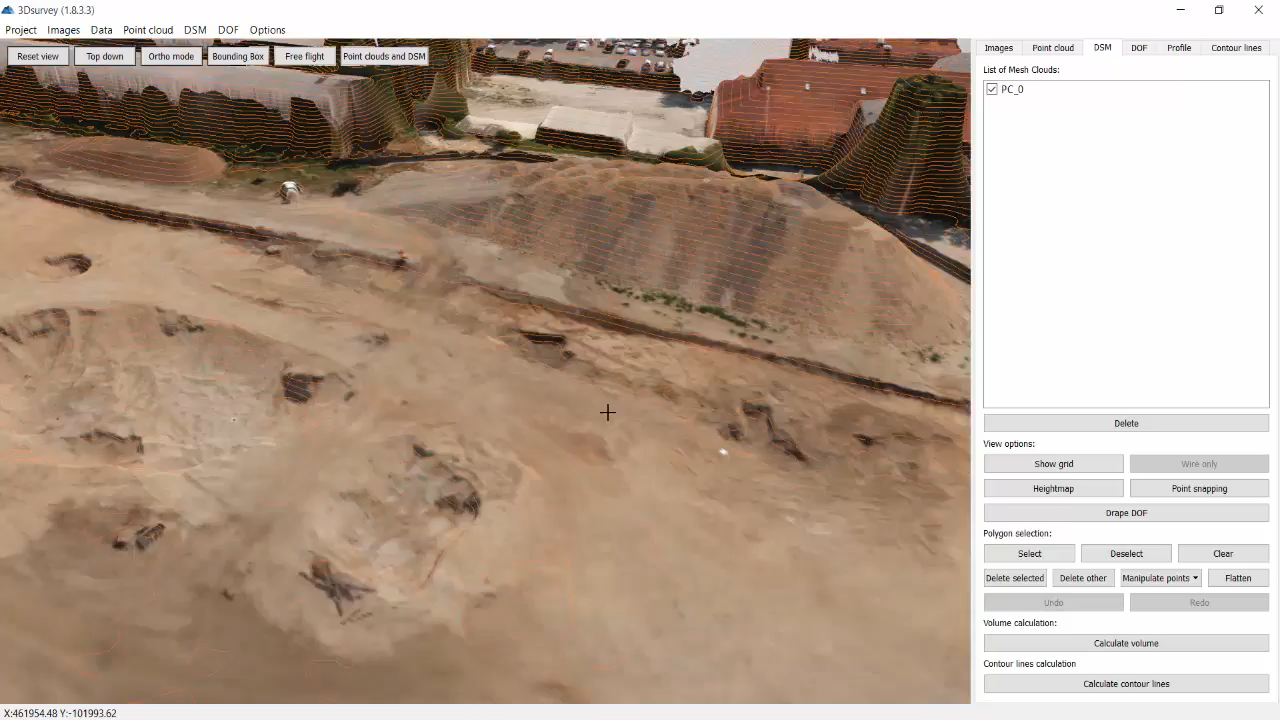 3Dsurvey (1.8.3.3)
Project Images Data Point cloud DSM DOF Options
Reset view Top down Ortho mode Bounding Box Free flight Point clouds and DSM
Images Point cloud DSM DOF Profile Contour lines
List of Mesh Clouds:
PC_0
Delete
View options:
Show grid Wire only
Heightmap Point snapping
Drape DOF
Polygon selection:
Select Deselect Clear
Delete selected Delete other Manipulate points Flatten
Undo Redo
Volume calculation:
Calculate volume
Contour lines calculation
Calculate contour lines
X:461954.48 Y:-101993.62